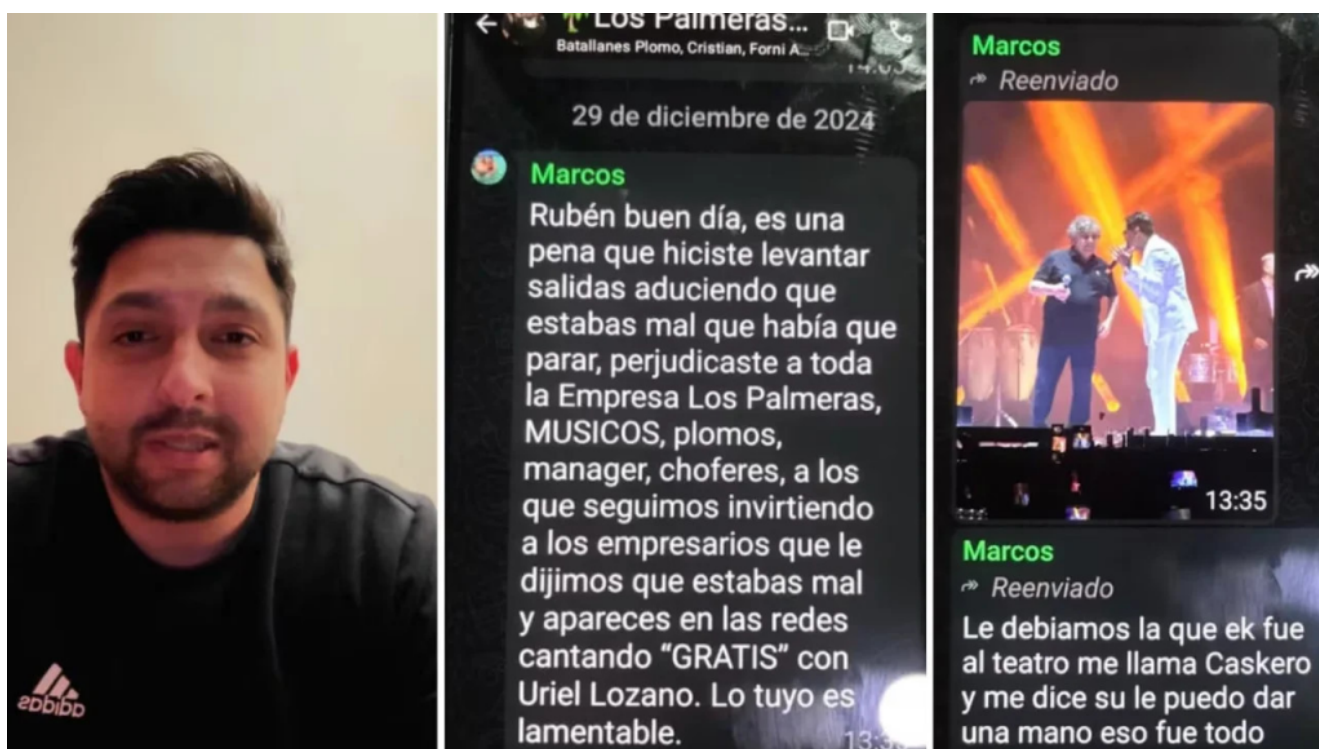 adidas
Los Palmeras...
Batallanes Plomo, Cristian, Forni A...
29 de diciembre de 2024
Marcos
Rubén buen día, es una
pena que hiciste levantar
salidas aduciendo que
estabas mal que había que
parar, perjudicaste a toda
la Empresa Los Palmeras,
MUSICOS, plomos,
manager, choferes, a los
que seguimos invirtiendo
a los empresarios que le
dijimos que estabas mal
y apareces en las redes
cantando “GRATIS” con
Uriel Lozano. Lo tuyo es
lamentable.
Marcos
Reenviado
13:35
Marcos
Reenviado
Le debiamos la que ek fue
al teatro me llama Caskero
y me dice su le puedo dar
una mano eso fue todo